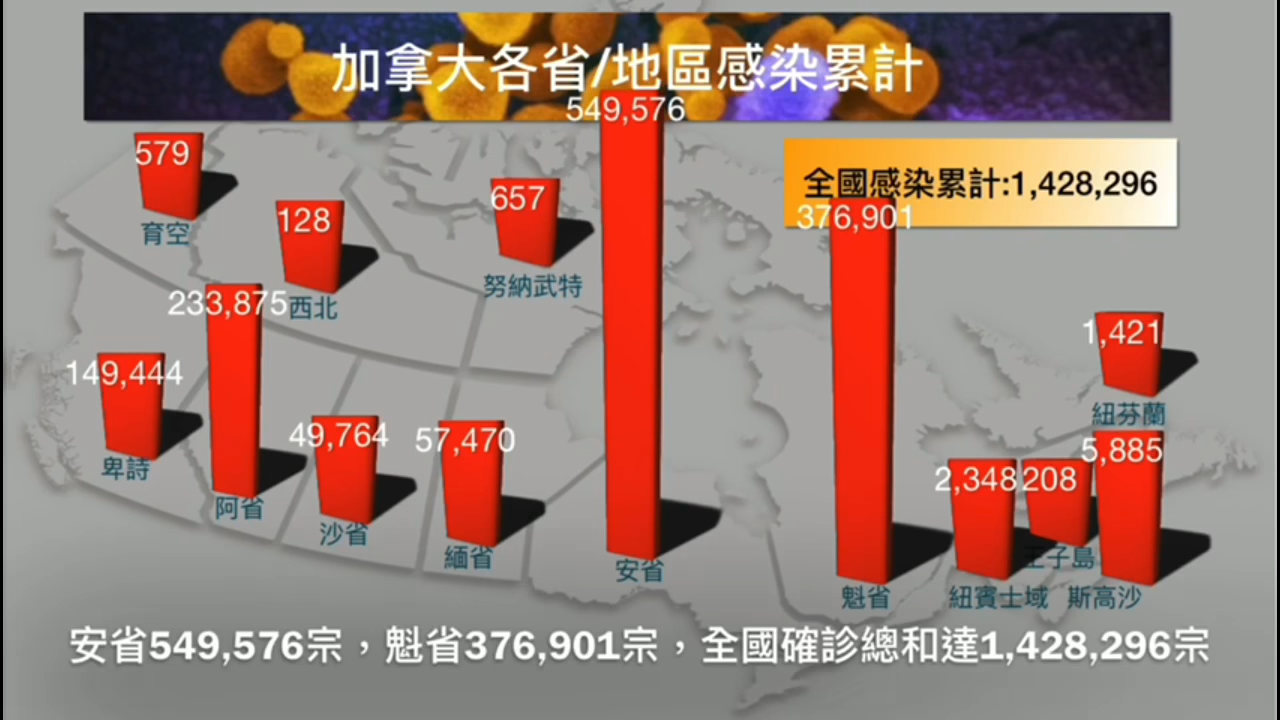 加拿大各省/地區感染累計
549,576
全國感染累計:1,428,296
376,901
579
育空
128
西北
657
努納武特
233,875
149,444
1,421
紐芬蘭
49,764
57,470
5,885
2,348
208
卑詩
阿省
沙省
緬省
安省
王子島
魁省
紐賓士域
斯高沙
安省549,576宗，魁省376,901宗，全國確診總和達1,428,296宗